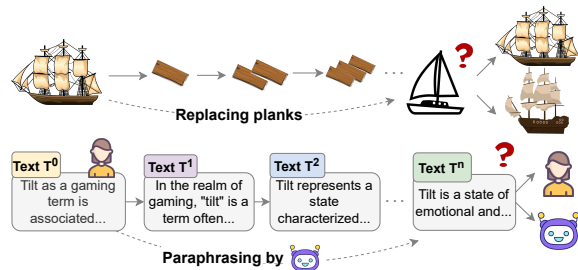 ?
...
Replacing planks
Text T⁰
Tilt as a gaming
term is
associated...
Text T¹
In the realm of
gaming, "tilt" is a
term often...
Text T²
Tilt represents a
state
characterized...
...
Text Tⁿ
Tilt is a state of
emotional and...
?
Paraphrasing by